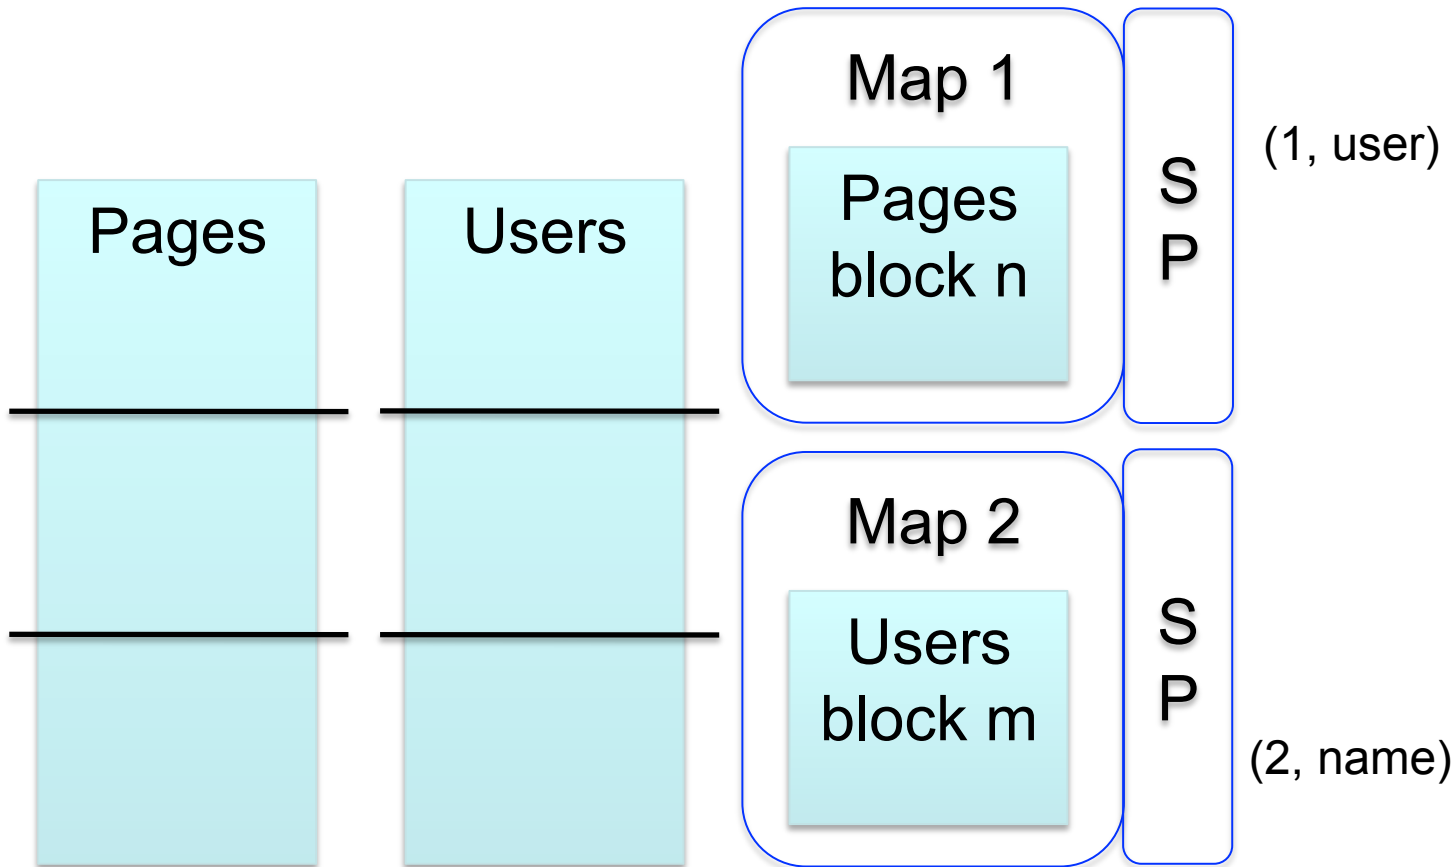 Pages
Users
Map 1
Pages
block n
S
P
(1, user)
Map 2
Users
block m
S
P
(2, name)